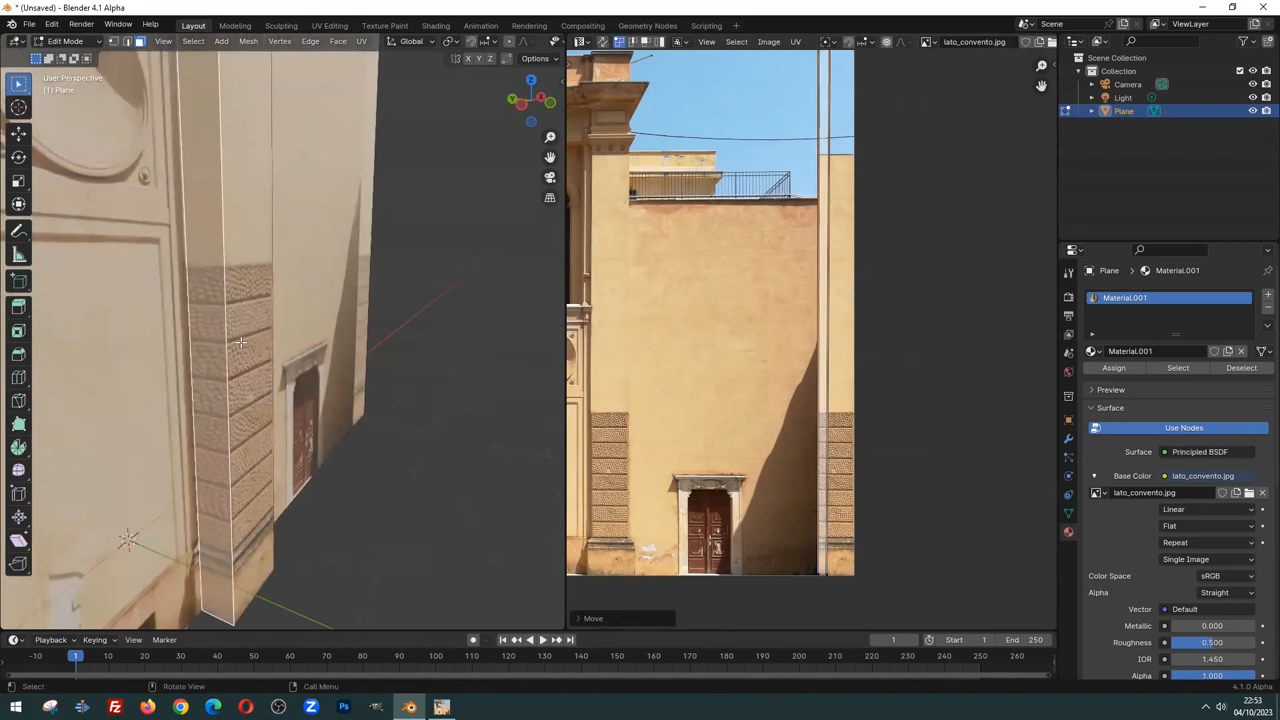 * (Unsaved) - Blender 4.1 Alpha
File Edit Render Window Help Layout Modeling Sculpting UV Editing Texture Paint Shading Animation Rendering Compositing Geometry Nodes Scripting Scene ViewLayer
Edit Mode View Select Add Mesh Vertex Edge Face UV Global
View Select Image UV lato_convento.jpg
X Y Z Options
User Perspective
(1) Plane
Z
Y X
Scene Collection
Collection
Camera
Light
Plane
Plane Material.001
Material.001
Material.001
Assign Select Deselect
Preview
Surface
Use Nodes
Surface Principled BSDF
Base Color lato_convento.jpg
lato_convento.jpg
Linear
Flat
Repeat
Single Image
Color Space sRGB
Alpha Straight
Vector Default
Metallic 0.000
Roughness 0.500
IOR 1.450
Alpha 1.000
Move
Playback Keying View Marker 1 Start 1 End 250
-10 1 10 20 30 40 50 60 70 80 90 100 110 120 130 140 150 160 170 180 190 200 210 220 230 240 250 260
Select Rotate View Call Menu 4.1.0 Alpha
22:53
04/10/2023